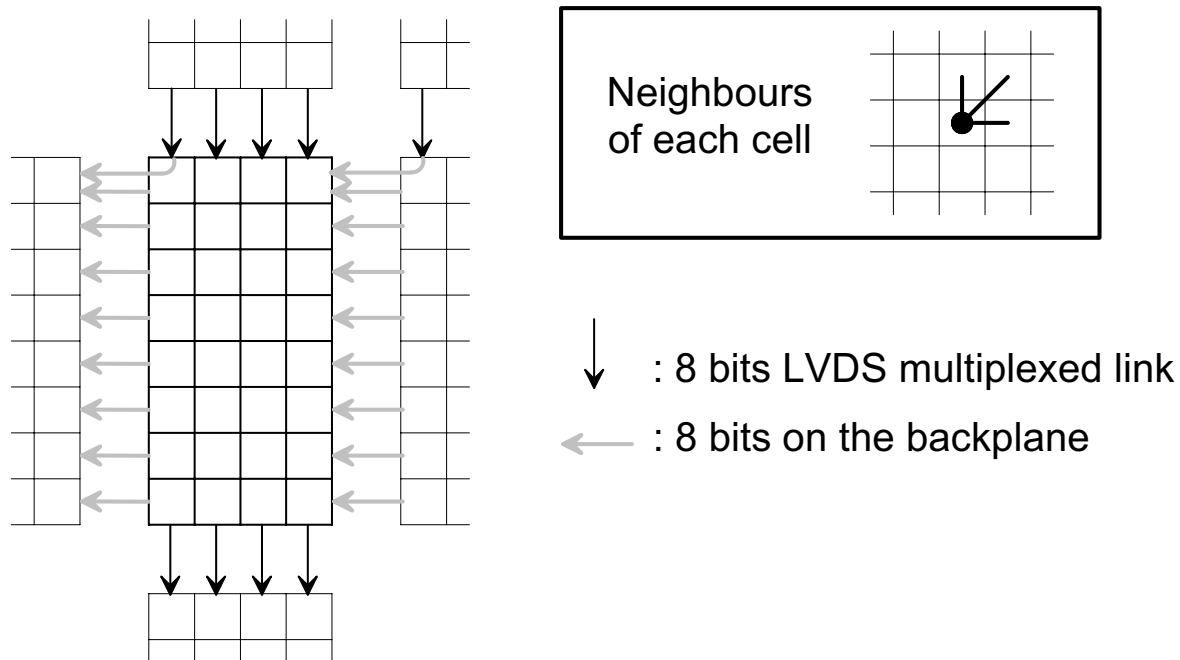 Neighbours
of each cell
: 8 bits LVDS multiplexed link
: 8 bits on the backplane